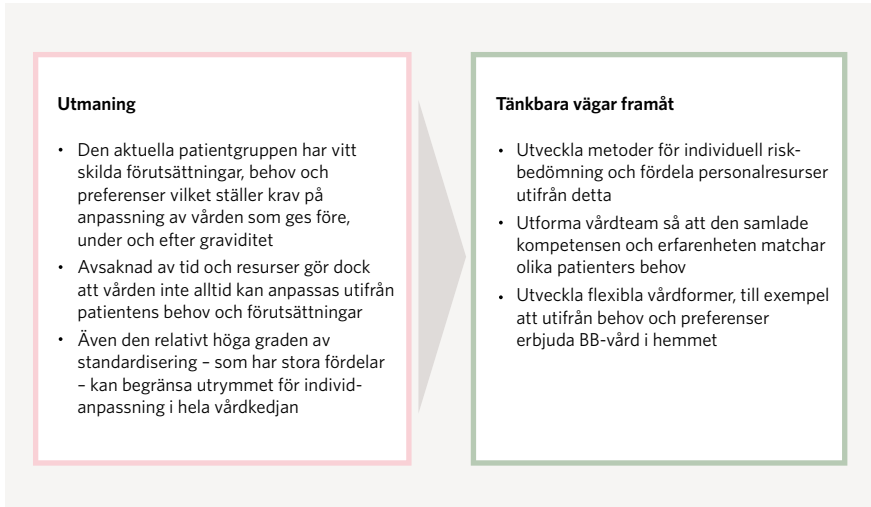 Utmaning
• Den aktuella patientgruppen har vitt
skilda förutsättningar, behov och
preferenser vilket ställer krav på
anpassning av vården som ges före,
under och efter graviditet
• Avsaknad av tid och resurser gör dock
att vården inte alltid kan anpassas utifrån
patientens behov och förutsättningar
• Även den relativt höga graden av
standardisering – som har stora fördelar
– kan begränsa utrymmet för individ-
anpassning i hela vårdkedjan
Tänkbara vägar framåt
• Utveckla metoder för individuell risk-
bedömning och fördela personalresurser
utifrån detta
• Utforma vårdteam så att den samlade
kompetensen och erfarenheten matchar
olika patienters behov
• Utveckla flexibla vårdformer, till exempel
att utifrån behov och preferenser
erbjuda BB-vård i hemmet